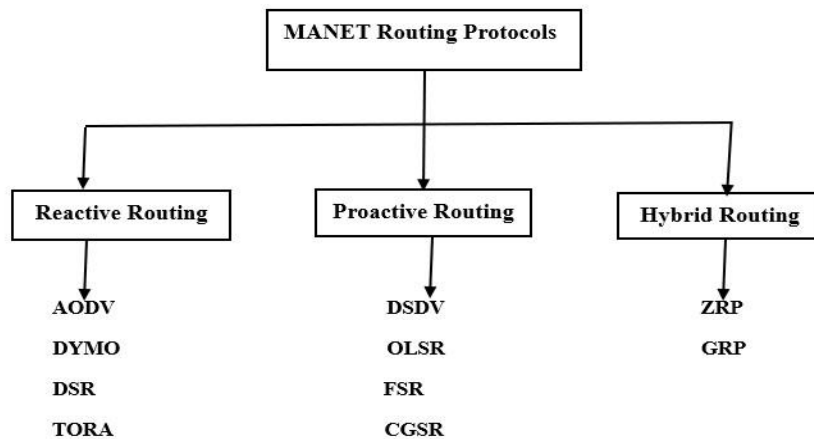 MANET Routing Protocols
Reactive Routing
Proactive Routing
Hybrid Routing
AODV
DYMO
DSR
TORA
DSDV
OLSR
FSR
CGSR
ZRP
GRP